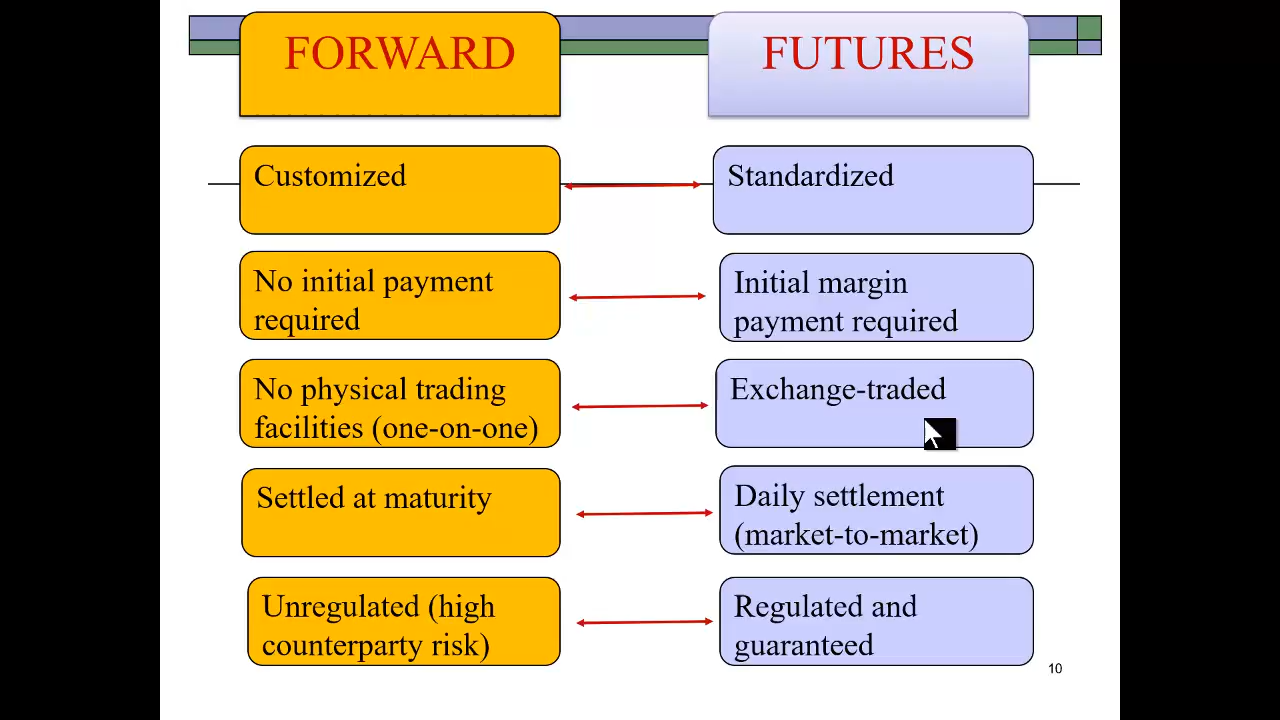 FORWARD
FUTURES
Customized
Standardized
No initial payment
required
Initial margin
payment required
No physical trading
facilities (one-on-one)
Exchange-traded
Settled at maturity
Daily settlement
(market-to-market)
Unregulated (high
counterparty risk)
Regulated and
guaranteed
10